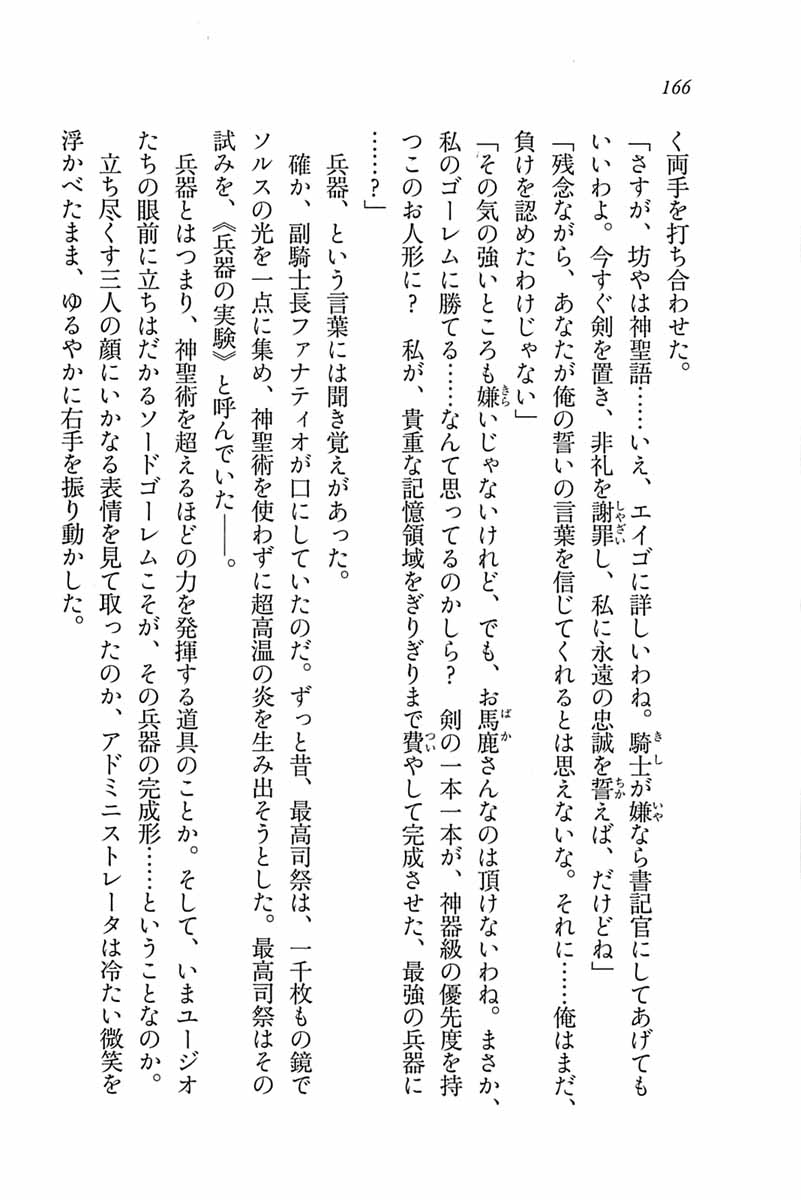 166
く両手を打ち合わせた。
「さすが、坊やは神聖語……いえ、エイゴに詳しいわね。騎士が嫌なら書記官にしてあげても
いいわよ。今すぐ剣を置き、非礼を謝罪し、私に永遠の忠誠を誓えば、だけどね」
「残念ながら、あなたが俺の誓いの言葉を信じてくれるとは思えないな。それに……俺はまだ、
負けを認めたわけじゃない」
「その気の強いところも嫌いじゃないけれど、でも、お馬鹿さんなのは頂けないわね。まさか、
私のゴーレムに勝てる……なんて思ってるのかしら？　剣の一本一本が、神器級の優先度を持
つこのお人形に？　私が、貴重な記憶領域をぎりぎりまで費やして完成させた、最強の兵器に
……？」
兵器、という言葉には聞き覚えがあった。
確か、副騎士長ファナティオが口にしていたのだ。ずっと昔、最高司祭は、一千枚もの鏡で
ソルスの光を一点に集め、神聖術を使わずに超高温の炎を生み出そうとした。最高司祭はその
試みを、《兵器の実験》と呼んでいた――。
兵器とはつまり、神聖術を超えるほどの力を発揮する道具のことか。そして、いまユージオ
たちの眼前に立ちはだかるソードゴーレムこそが、その兵器の完成形……ということなのか。
立ち尽くす三人の顔にいかなる表情を見て取ったのか、アドミニストレータは冷たい微笑を
浮かべたまま、ゆるやかに右手を振り動かした。